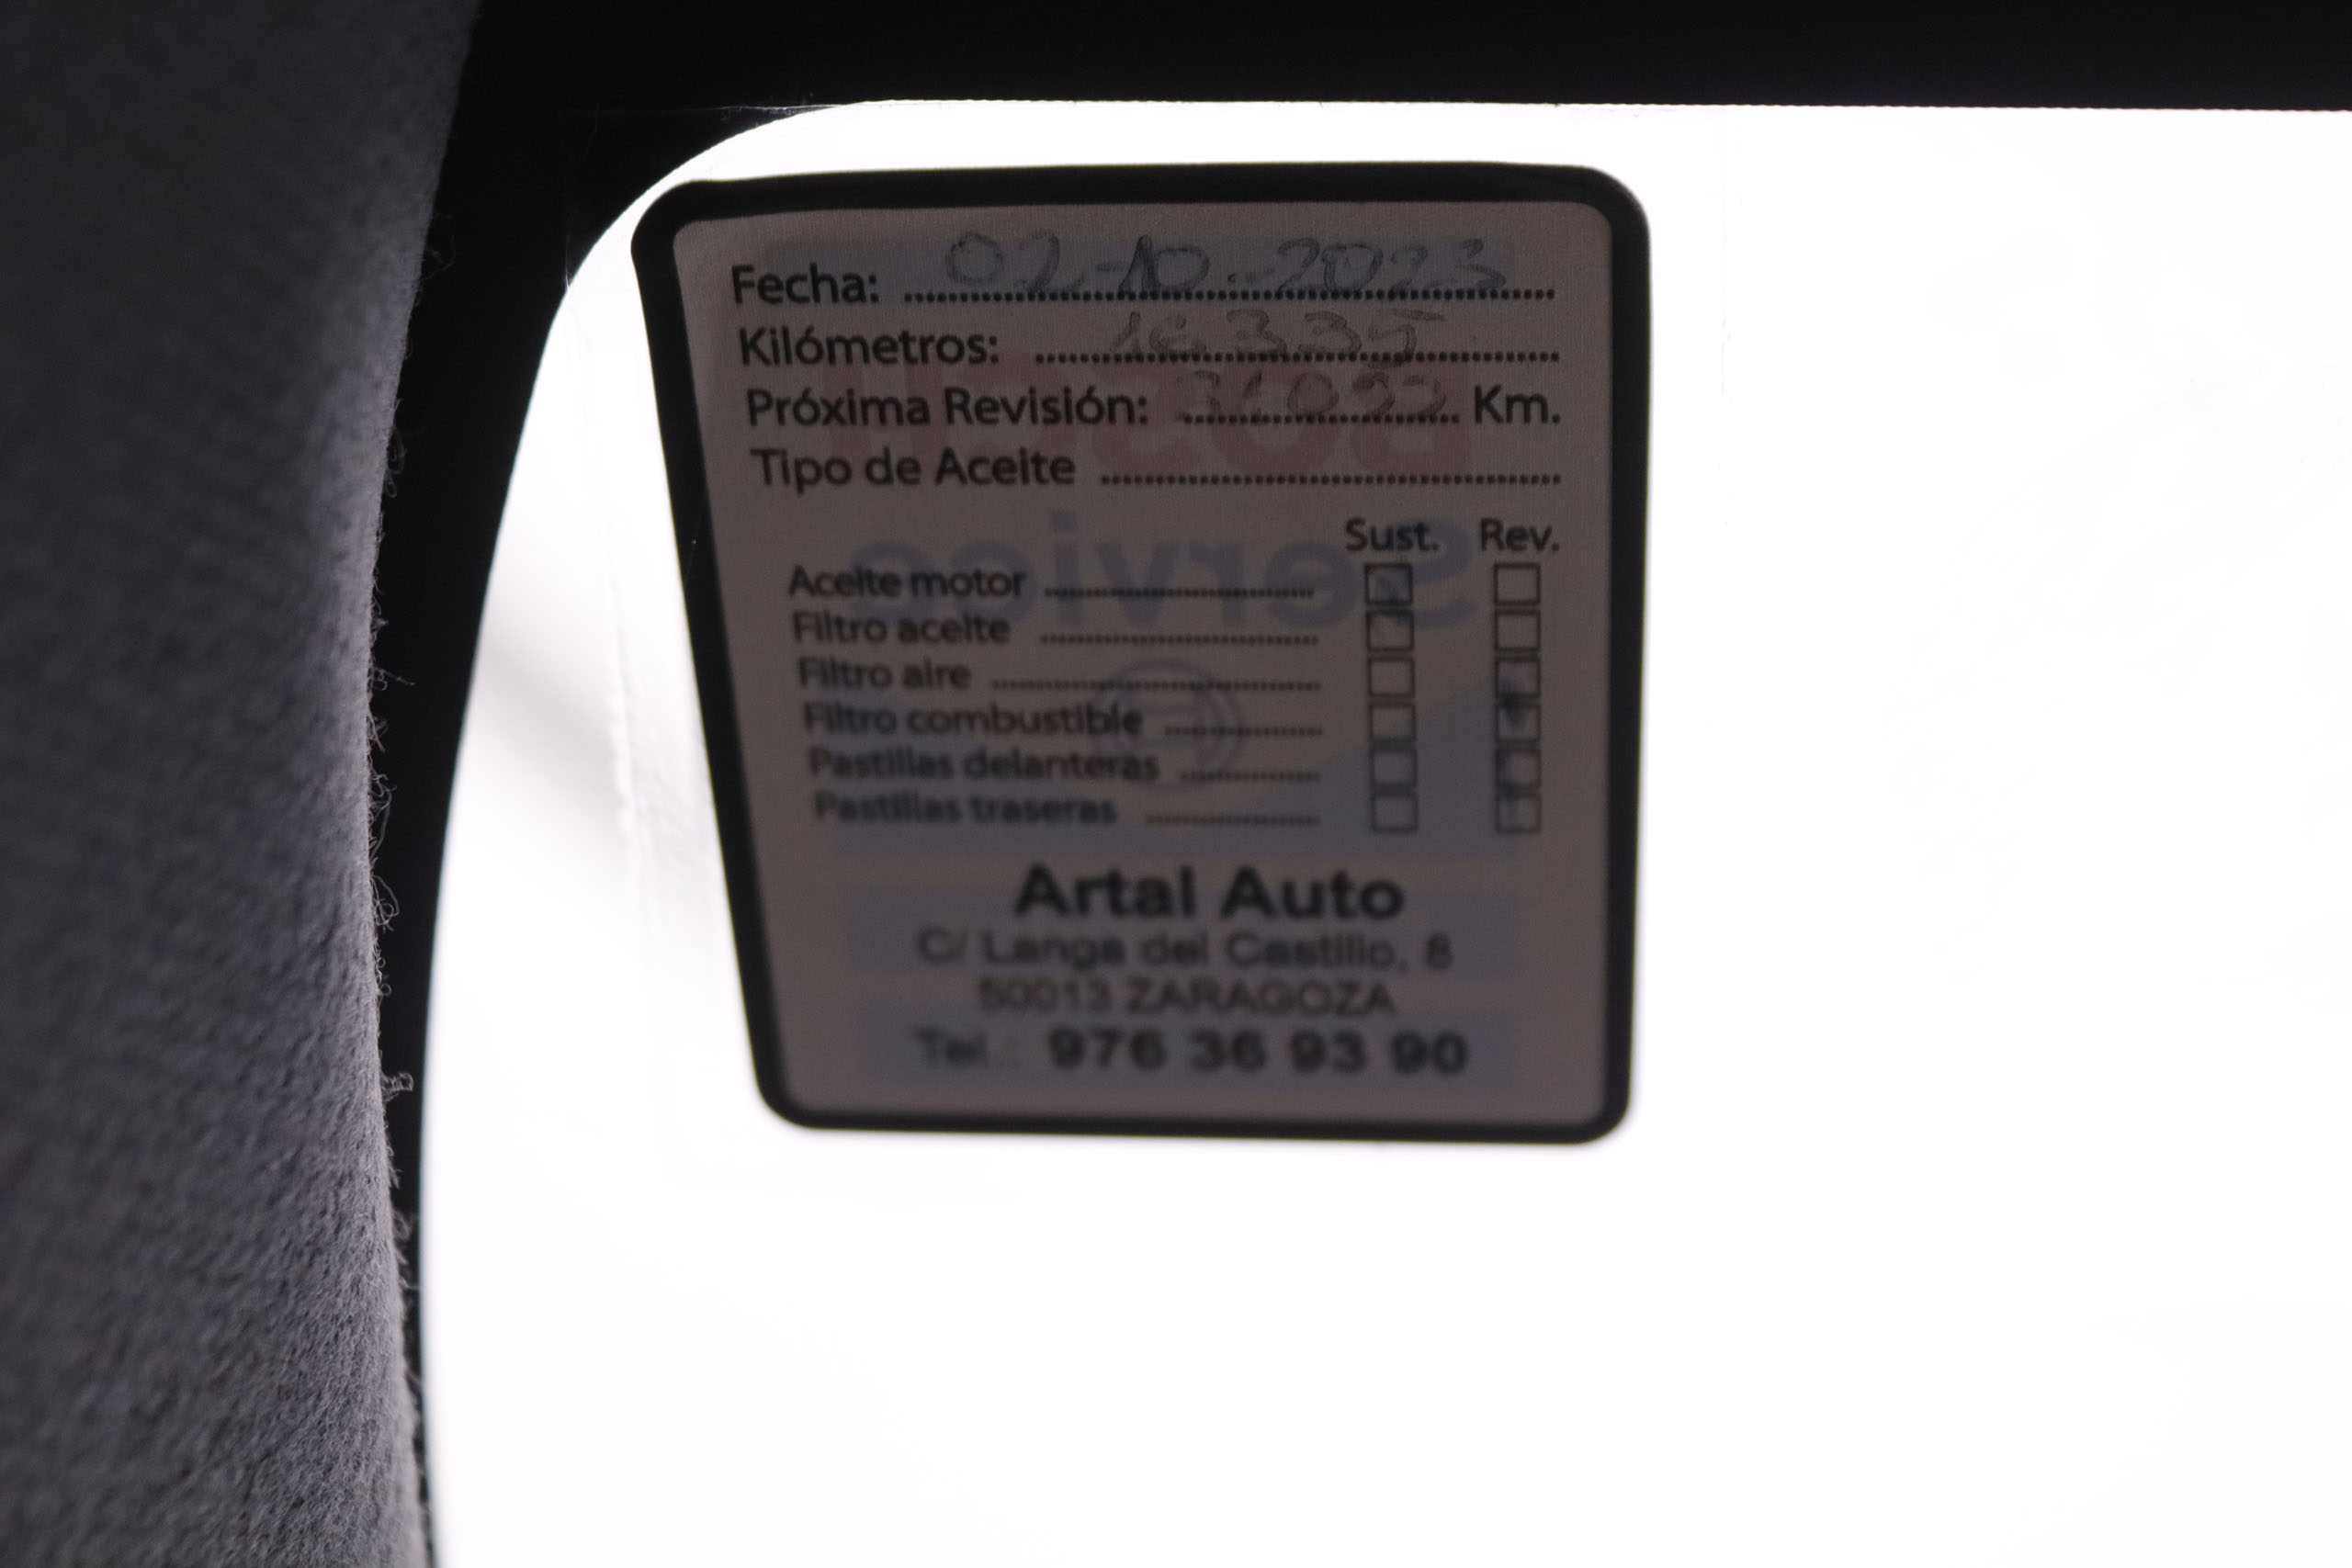 Fecha: 02-10-2023
Kilómetros: 16335
Próxima Revisión: Km.
Tipo de Aceite
Sust. Rev.
Aceite motor
Filtro aceite
Filtro aire
Filtro combustible
Pastillas delanteras
Pastillas traseras
Artal Auto
C/ Langa del Castillo, 8
50013 ZARAGOZA
Tel.: 976 36 93 90
BOSCH
Service